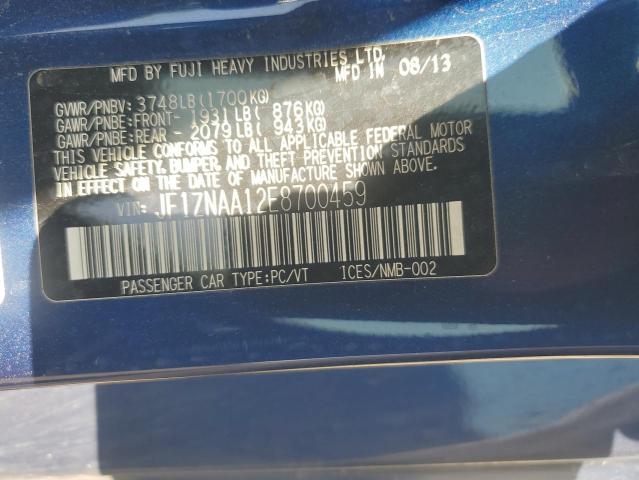 MFD BY FUJI HEAVY INDUSTRIES LTD.
MFD IN 08/13
GVWR/PNBV: 3748LB(1700KG)
GAWR/PNBE:FRONT- 1931LB( 876KG)
GAWR/PNBE:REAR - 2079LB( 943KG)
THIS VEHICLE CONFORMS TO ALL APPLICABLE FEDERAL MOTOR
VEHICLE SAFETY, BUMPER, AND THEFT PREVENTION STANDARDS
IN EFFECT ON THE DATE OF MANUFACTURE SHOWN ABOVE.
VIN: JF1ZNAA12E8700459
PASSENGER CAR TYPE:PC/VT ICES/NMB-002